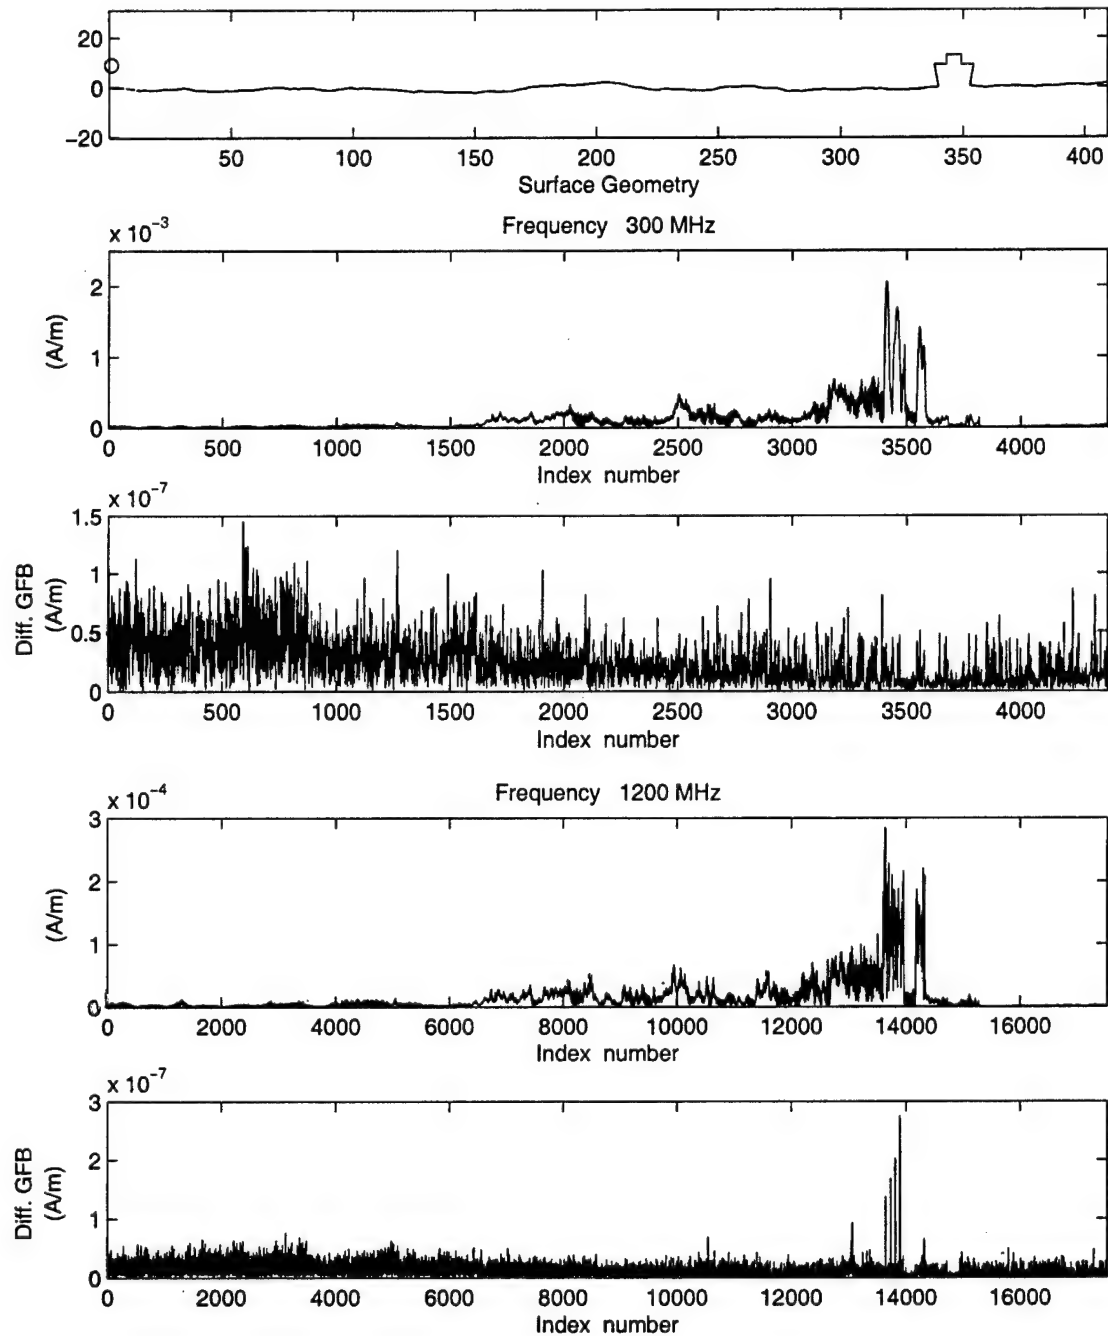 20
0
−20
50 100 150 200 250 300 350 400
Surface Geometry
x 10−3
Frequency 300 MHz
2
1
0
(A/m)
0 500 1000 1500 2000 2500 3000 3500 4000
Index number
x 10−7
1.5
1
0.5
0
Diff. GFB
(A/m)
0 500 1000 1500 2000 2500 3000 3500 4000
Index number
x 10−4
Frequency 1200 MHz
3
2
1
0
(A/m)
0 2000 4000 6000 8000 10000 12000 14000 16000
Index number
x 10−7
3
2
1
0
Diff. GFB
(A/m)
0 2000 4000 6000 8000 10000 12000 14000 16000
Index number